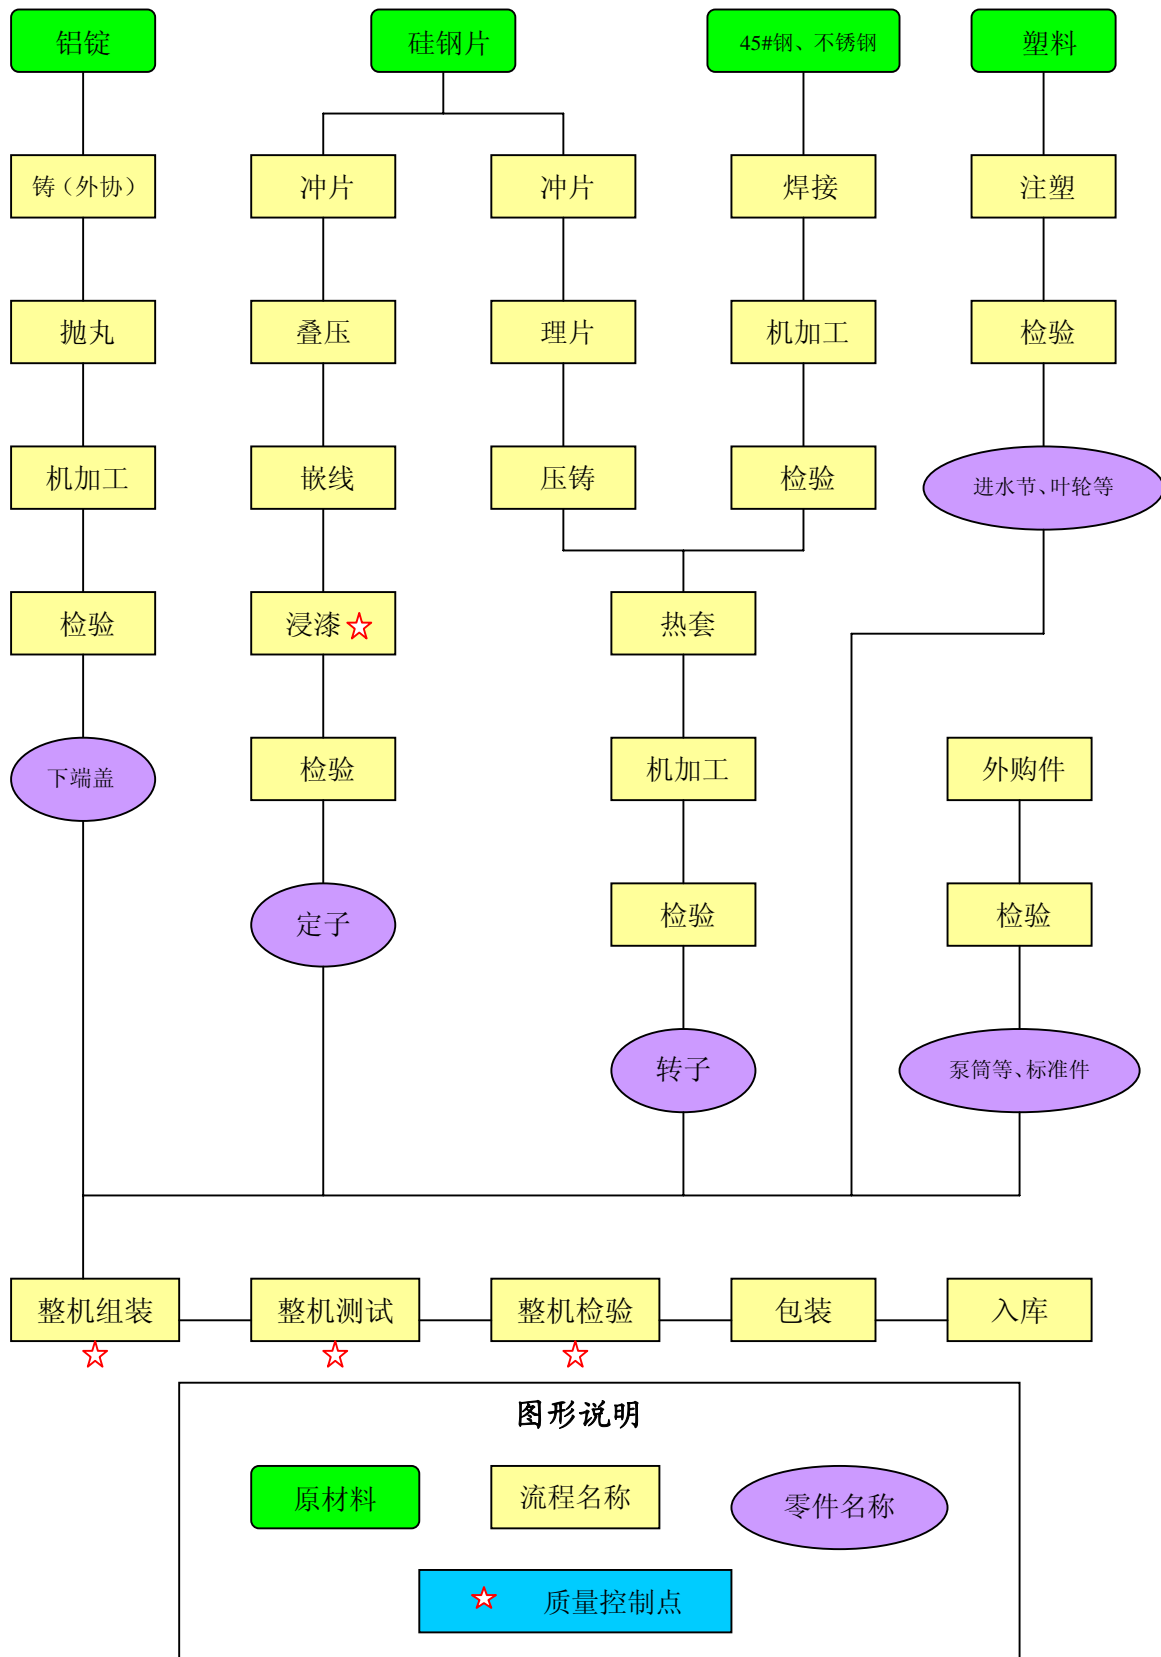 铝锭
硅钢片
45#钢、不锈钢
塑料
铸（外协）
冲片
冲片
焊接
注塑
抛丸
叠压
理片
机加工
检验
机加工
嵌线
压铸
检验
进水节、叶轮等
检验
浸漆
热套
下端盖
检验
机加工
外购件
定子
检验
检验
转子
泵筒等、标准件
整机组装
整机测试
整机检验
包装
入库
图形说明
原材料
流程名称
零件名称
质量控制点